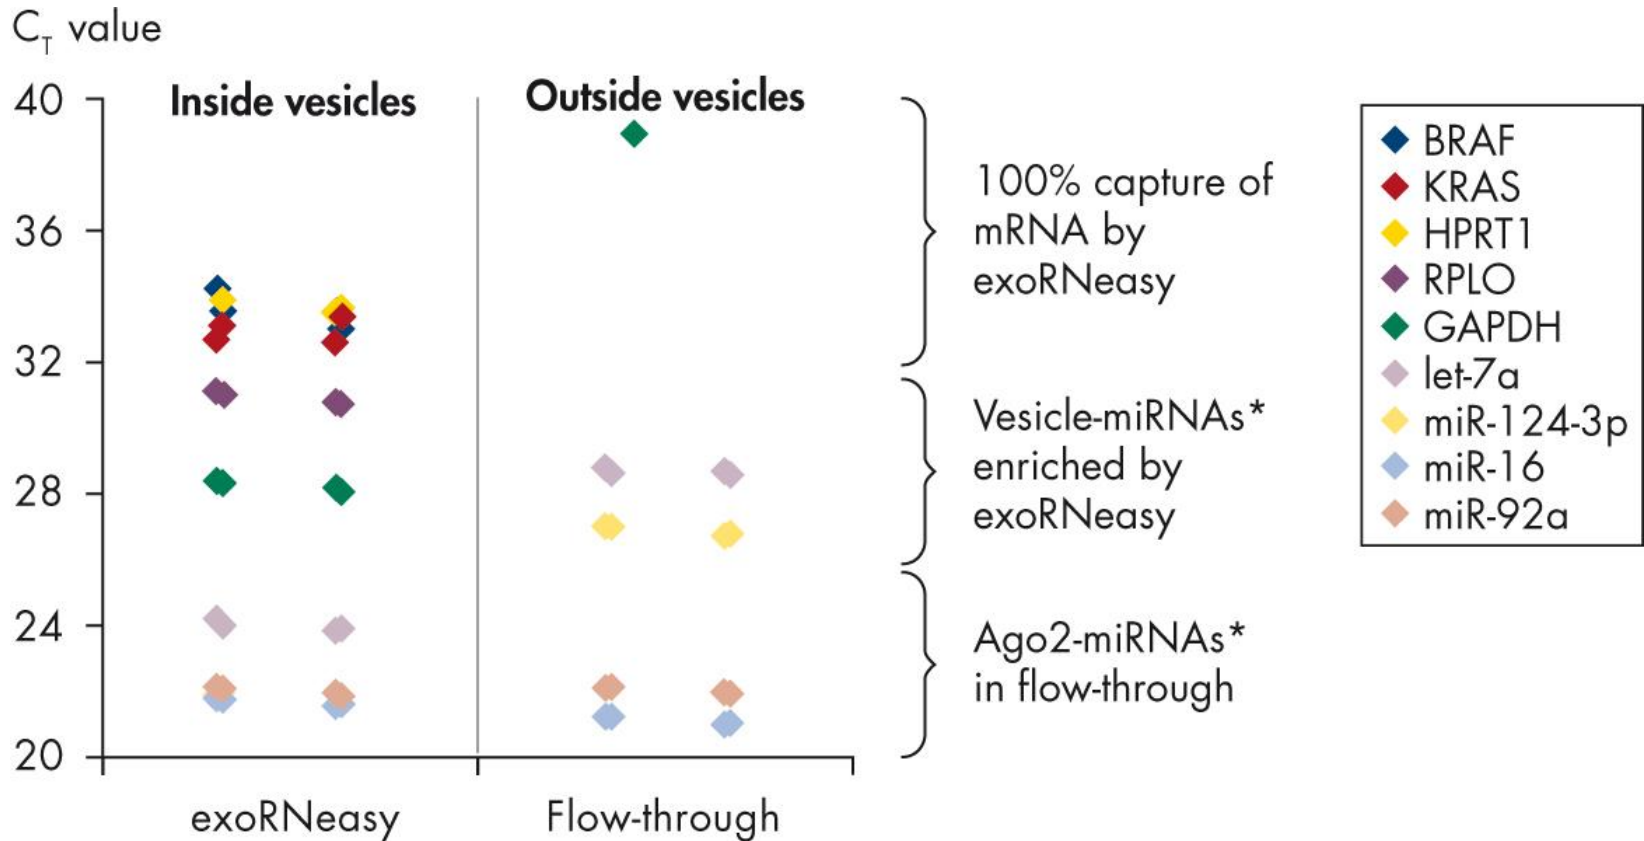 C_T value
40
36
32
28
24
20
Inside vesicles
Outside vesicles
exoRNeasy
Flow-through
100% capture of
mRNA by
exoRNeasy
Vesicle-miRNAs*
enriched by
exoRNeasy
Ago2-miRNAs*
in flow-through
BRAF
KRAS
HPRT1
RPLO
GAPDH
let-7a
miR-124-3p
miR-16
miR-92a